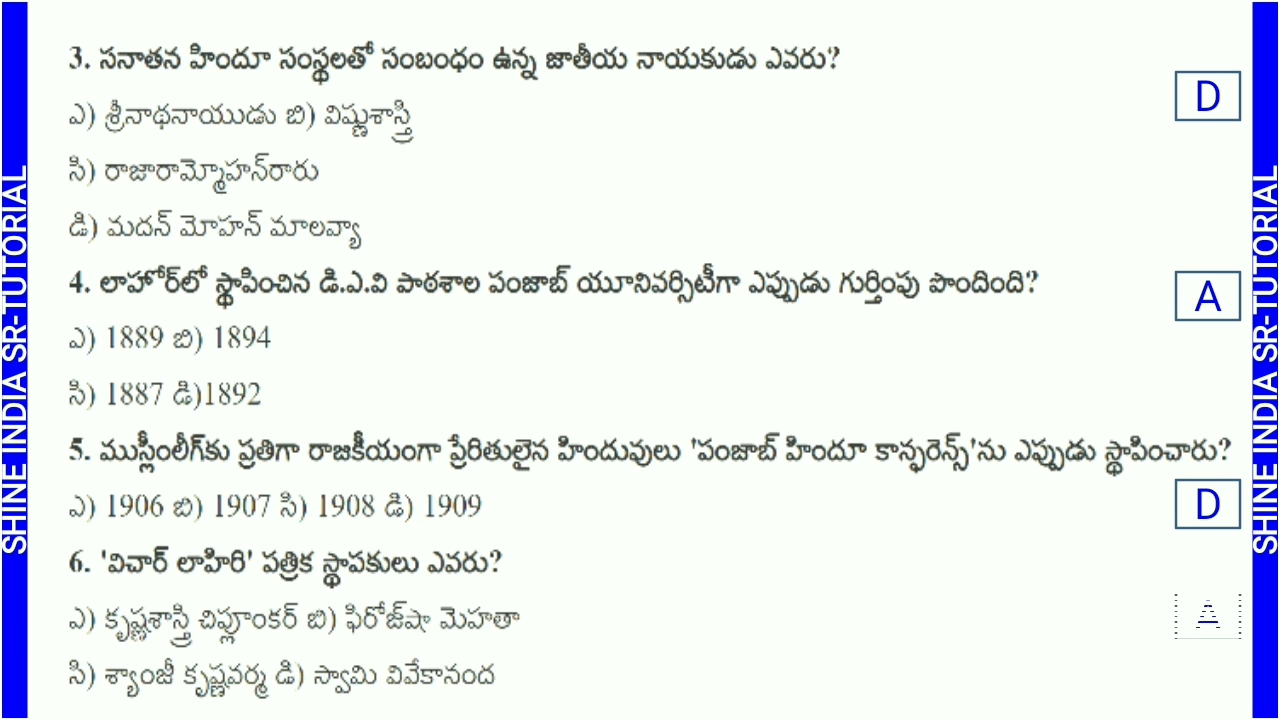 SHINE INDIA SR-TUTORIAL
3. సనాతన హిందూ సంస్థలతో సంబంధం ఉన్న జాతీయ నాయకుడు ఎవరు?
D
ఎ) శ్రీనాథనాయుడు బి) విష్ణుశాస్త్రి
సి) రాజారామ్మోహన్‌రారు
డి) మదన్ మోహన్ మాలవ్యా
4. లాహోర్‌లో స్థాపించిన డి.ఎ.వి పాఠశాల పంజాబ్ యూనివర్సిటీగా ఎప్పుడు గుర్తింపు పొందింది?
A
ఎ) 1889 బి) 1894
సి) 1887 డి)1892
5. ముస్లీంలీగ్‌కు ప్రతిగా రాజకీయంగా ప్రేరితులైన హిందువులు 'పంజాబ్ హిందూ కాన్ఫరెన్స్'ను ఎప్పుడు స్థాపించారు?
ఎ) 1906 బి) 1907 సి) 1908 డి) 1909
D
6. 'విచార్ లాహిరి' పత్రిక స్థాపకులు ఎవరు?
ఎ) కృష్ణశాస్త్రి చిప్లూంకర్ బి) ఫిరోజ్‌షా మెహతా
A
సి) శ్యాంజీ కృష్ణవర్మ డి) స్వామి వివేకానంద
SHINE INDIA SR-TUTORIAL